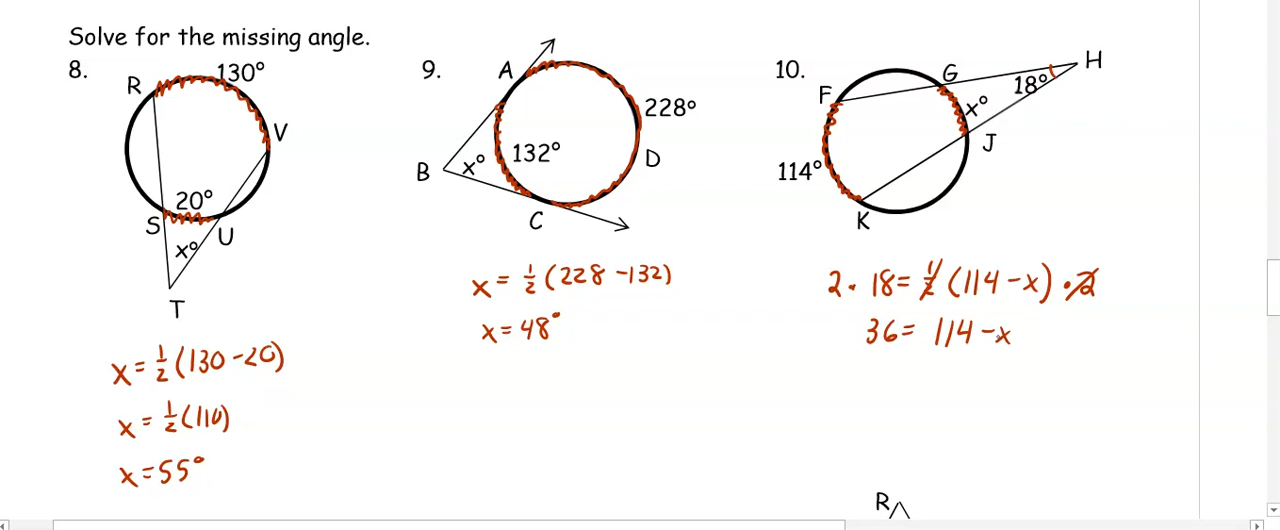 Solve for the missing angle.
8.
R
130°
V
20°
S
U
x°
T
x = 1/2 (130 - 20)
x = 1/2 (110)
x = 55°
9.
A
228°
132°
B
x°
D
C
x = 1/2 (228 - 132)
x = 48°
10.
H
G
18°
F
x°
J
114°
K
2 · 18 = 1/2 (114 - x) · 2
36 = 114 - x
R